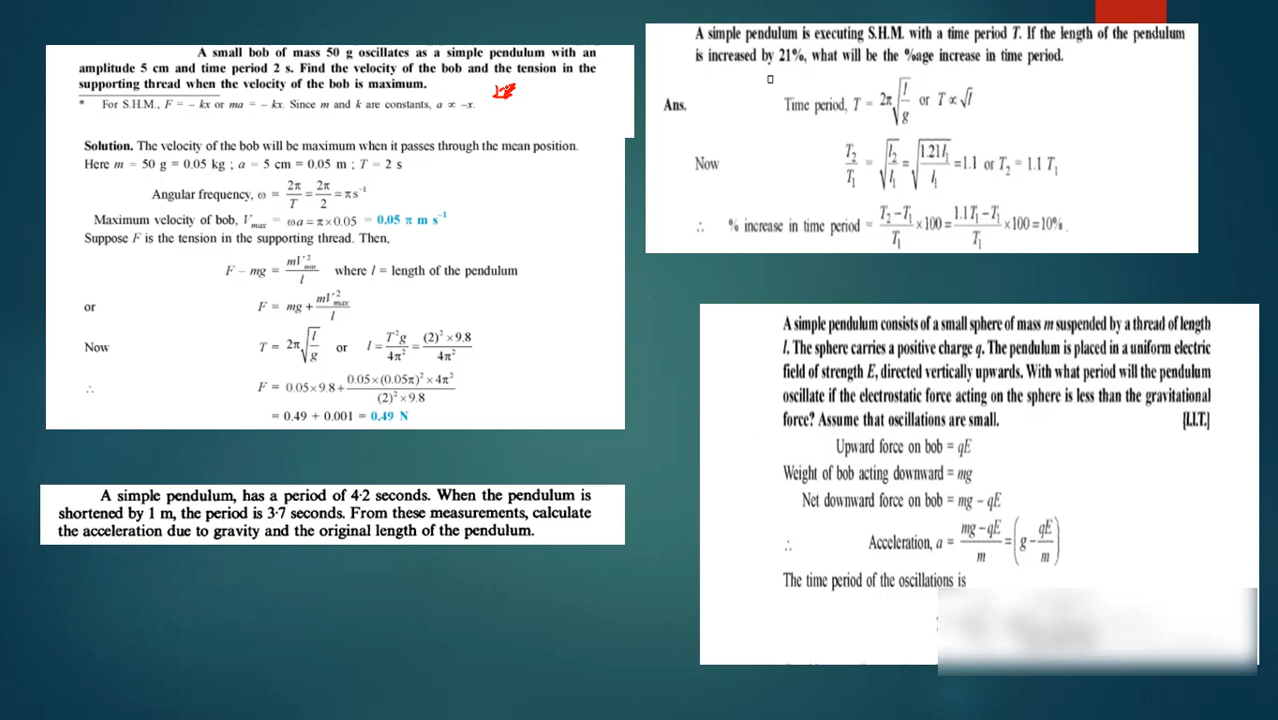 A small bob of mass 50 g oscillates as a simple pendulum with an
amplitude 5 cm and time period 2 s. Find the velocity of the bob and the tension in the
supporting thread when the velocity of the bob is maximum.
* For S.H.M., F = – kx or ma = – kx. Since m and k are constants, a ∝ –x.
Solution. The velocity of the bob will be maximum when it passes through the mean position.
Here m = 50 g = 0.05 kg ; a = 5 cm = 0.05 m ; T = 2 s
Angular frequency, ω = 2π/T = 2π/2 = π s⁻¹
Maximum velocity of bob, V_max = ωa = π × 0.05 = 0.05 π m s⁻¹
Suppose F is the tension in the supporting thread. Then,
F – mg = mV²_max/l where l = length of the pendulum
or F = mg + mV²_max/l
Now T = 2π√(l/g) or l = T²g/4π² = (2)² × 9.8/4π²
∴ F = 0.05 × 9.8 + 0.05 × (0.05π)² × 4π²/(2)² × 9.8
= 0.49 + 0.001 = 0.49 N
A simple pendulum, has a period of 4·2 seconds. When the pendulum is
shortened by 1 m, the period is 3·7 seconds. From these measurements, calculate
the acceleration due to gravity and the original length of the pendulum.
A simple pendulum is executing S.H.M. with a time period T. If the length of the pendulum
is increased by 21%, what will be the %age increase in time period.
Ans. Time period, T = 2π√(l/g) or T ∝ √l
Now T₂/T₁ = √(l₂/l₁) = √(1.21l₁/l₁) = 1.1 or T₂ = 1.1 T₁
∴ % increase in time period = T₂–T₁/T₁ × 100 = 1.1T₁–T₁/T₁ × 100 = 10%.
A simple pendulum consists of a small sphere of mass m suspended by a thread of length
l. The sphere carries a positive charge q. The pendulum is placed in a uniform electric
field of strength E, directed vertically upwards. With what period will the pendulum
oscillate if the electrostatic force acting on the sphere is less than the gravitational
force? Assume that oscillations are small. [I.I.T.]
Upward force on bob = qE
Weight of bob acting downward = mg
Net downward force on bob = mg – qE
∴ Acceleration, a = mg – qE/m = (g – qE/m)
The time period of the oscillations is